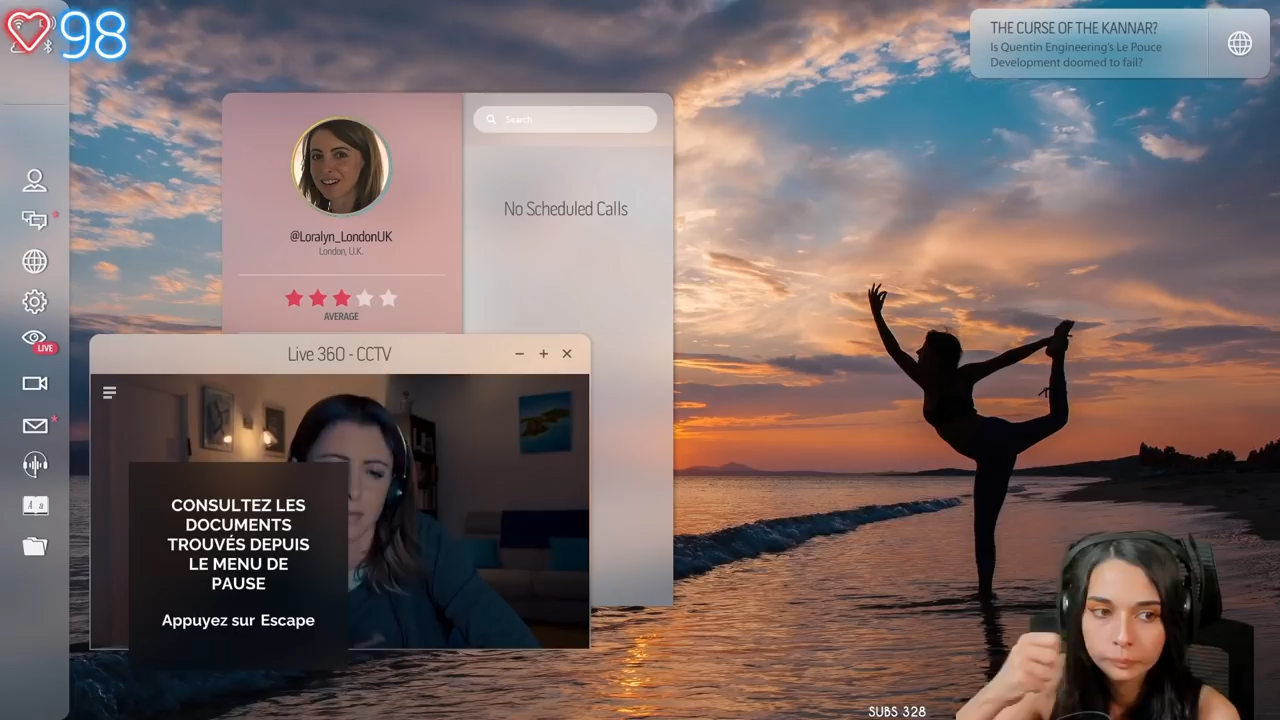 98
THE CURSE OF THE KANNAR?
Is Quentin Engineering's Le Pouce
Development doomed to fail?
Search
No Scheduled Calls
@Loralyn_LondonUK
London, U.K.
AVERAGE
LIVE
Live 360 - CCTV
CONSULTEZ LES
DOCUMENTS
TROUVÉS DEPUIS
LE MENU DE
PAUSE
Appuyez sur Escape
A a
SUBS 328